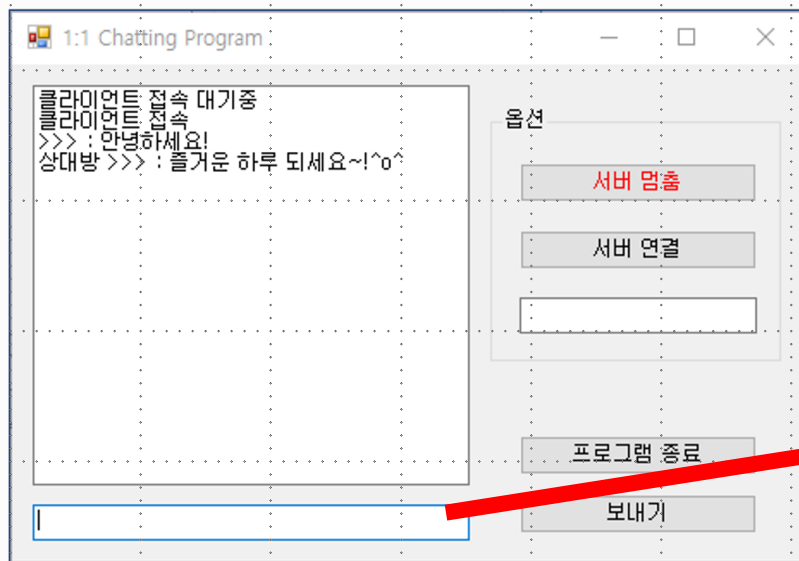 1:1 Chatting Program
클라이언트 접속 대기중
클라이언트 접속
>>> : 안녕하세요!
상대방 >>> : 즐거운 하루 되세요~!^o^
옵션
서버 멈춤
서버 연결
프로그램 종료
보내기